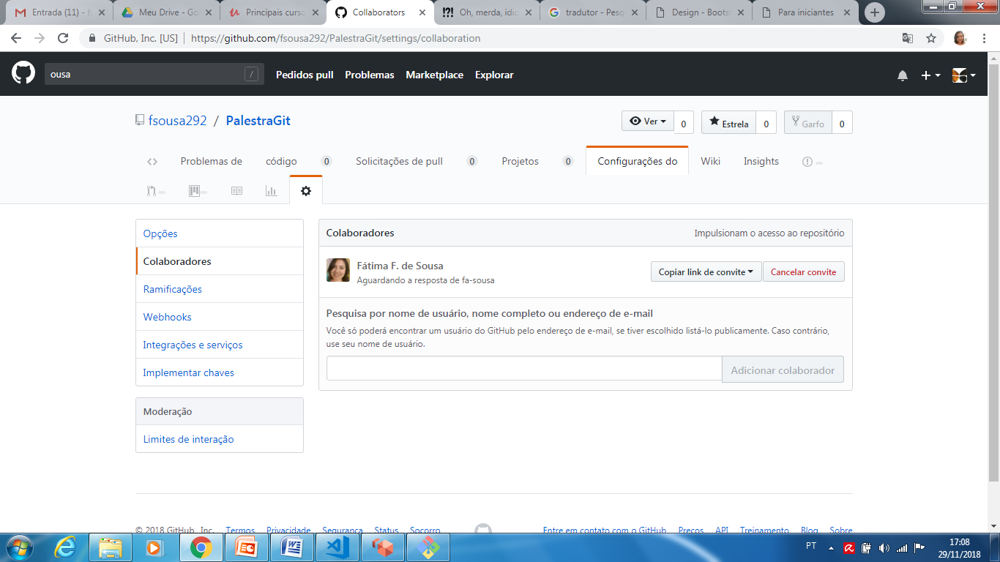 Entrada (11) - f
Meu Drive - Go
Principais curso
Collaborators
Oh, merda, idio
tradutor - Pesq
Design - Boots
Para iniciantes
GitHub, Inc. [US]
https://github.com/fsousa292/PalestraGit/settings/collaboration
ousa
/
Pedidos pull
Problemas
Marketplace
Explorar
fsousa292 / PalestraGit
Ver
0
Estrela
0
Garfo
0
Problemas de
código
0
Solicitações de pull
0
Projetos
0
Configurações do
Wiki
Insights
Opções
Colaboradores
Ramificações
Webhooks
Integrações e serviços
Implementar chaves
Moderação
Limites de interação
Colaboradores
Impulsionam o acesso ao repositório
Fátima F. de Sousa
Aguardando a resposta de fa-sousa
Copiar link de convite
Cancelar convite
Pesquisa por nome de usuário, nome completo ou endereço de e-mail
Você só poderá encontrar um usuário do GitHub pelo endereço de e-mail, se tiver escolhido listá-lo publicamente. Caso contrário,
use seu nome de usuário.
Adicionar colaborador
© 2018 GitHub, Inc.
Termos
Privacidade
Segurança
Status
Socorro
Entre em contato com o GitHub
Preços
API
Treinamento
Blog
Sobre
PT
17:08
29/11/2018